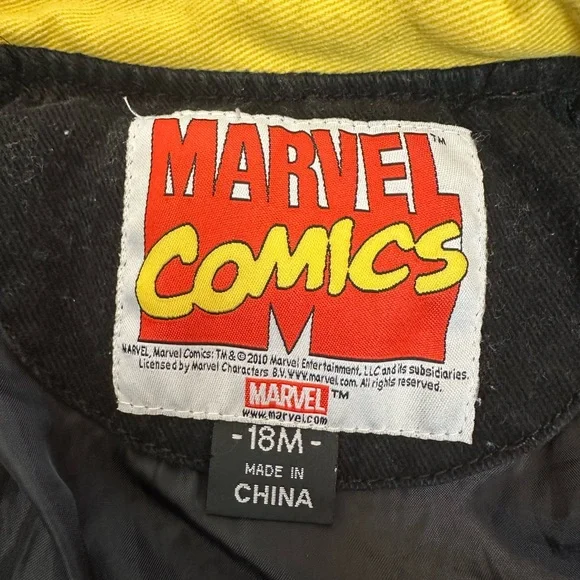 MARVEL™
COMICS
MARVEL, Marvel Comics: TM & © 2010 Marvel Entertainment, LLC and its subsidiaries.
Licensed by Marvel Characters B.V. www.marvel.com. All rights reserved.
MARVEL™
www.marvel.com
-18M-
MADE IN
CHINA